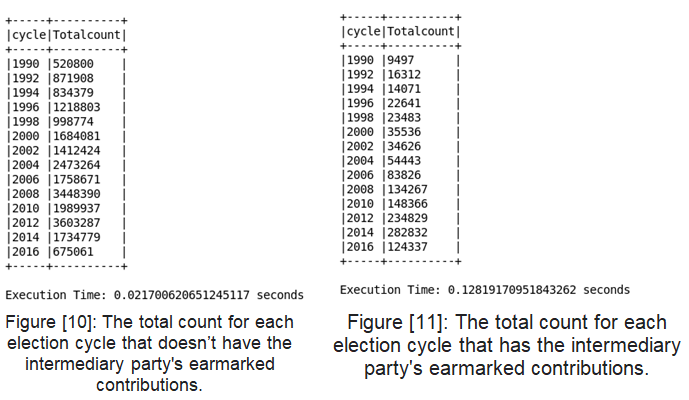 +-----+----------+
|cycle|Totalcount|
+-----+----------+
|1990 |520800    |
|1992 |871908    |
|1994 |834379    |
|1996 |1218803   |
|1998 |998774    |
|2000 |1684081   |
|2002 |1412424   |
|2004 |2473264   |
|2006 |1758671   |
|2008 |3448390   |
|2010 |1989937   |
|2012 |3603287   |
|2014 |1734779   |
|2016 |675061    |
+-----+----------+
Execution Time: 0.021700620651245117 seconds
Figure [10]: The total count for each
election cycle that doesn’t have the
intermediary party's earmarked
contributions.
+-----+----------+
|cycle|Totalcount|
+-----+----------+
|1990 |9497      |
|1992 |16312     |
|1994 |14071     |
|1996 |22641     |
|1998 |23483     |
|2000 |35536     |
|2002 |34626     |
|2004 |54443     |
|2006 |83826     |
|2008 |134267    |
|2010 |148366    |
|2012 |234829    |
|2014 |282832    |
|2016 |124337    |
+-----+----------+
Execution Time: 0.12819170951843262 seconds
Figure [11]: The total count for each
election cycle that has the intermediary
party's earmarked contributions.